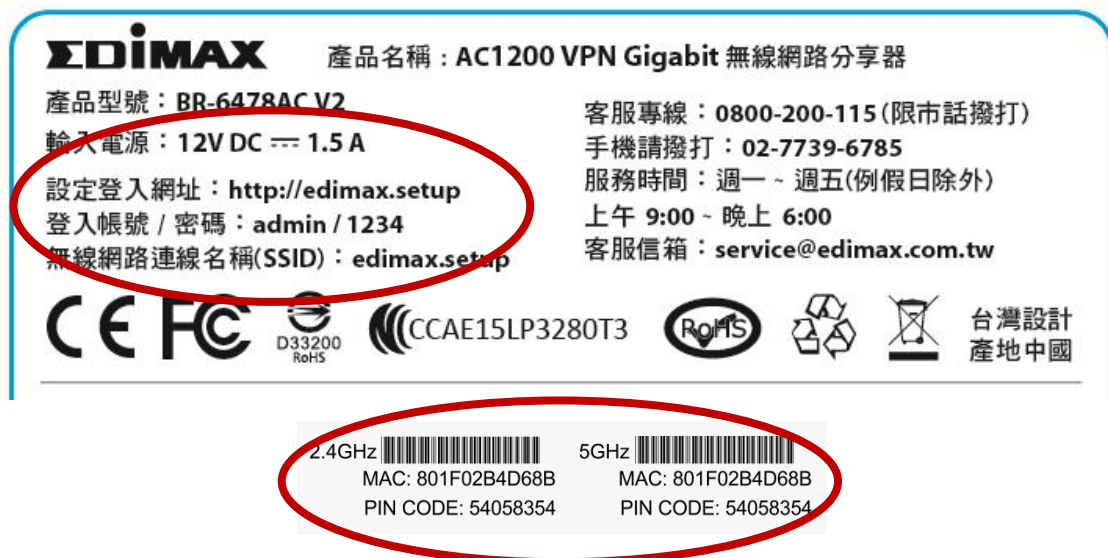 EDiMAX 產品名稱：AC1200 VPN Gigabit 無線網路分享器
產品型號：BR-6478AC V2
輸入電源：12V DC ⎓ 1.5 A
設定登入網址：http://edimax.setup
登入帳號 / 密碼：admin / 1234
無線網路連線名稱(SSID)：edimax.setup
客服專線：0800-200-115(限市話撥打)
手機請撥打：02-7739-6785
服務時間：週一 ~ 週五(例假日除外)
上午 9:00 ~ 晚上 6:00
客服信箱：service@edimax.com.tw
CE FC D33200 RoHS CCAE15LP3280T3 RoHS
台灣設計
產地中國
2.4GHz
MAC: 801F02B4D68B
PIN CODE: 54058354
5GHz
MAC: 801F02B4D68B
PIN CODE: 54058354